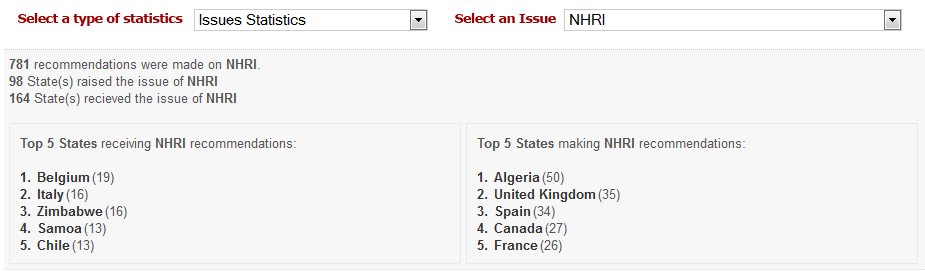 Select a type of statistics Issues Statistics Select an Issue NHRI
781 recommendations were made on NHRI.
98 State(s) raised the issue of NHRI
164 State(s) recieved the issue of NHRI
Top 5 States receiving NHRI recommendations:
1. Belgium (19)
2. Italy (16)
3. Zimbabwe (16)
4. Samoa (13)
5. Chile (13)
Top 5 States making NHRI recommendations:
1. Algeria (50)
2. United Kingdom (35)
3. Spain (34)
4. Canada (27)
5. France (26)